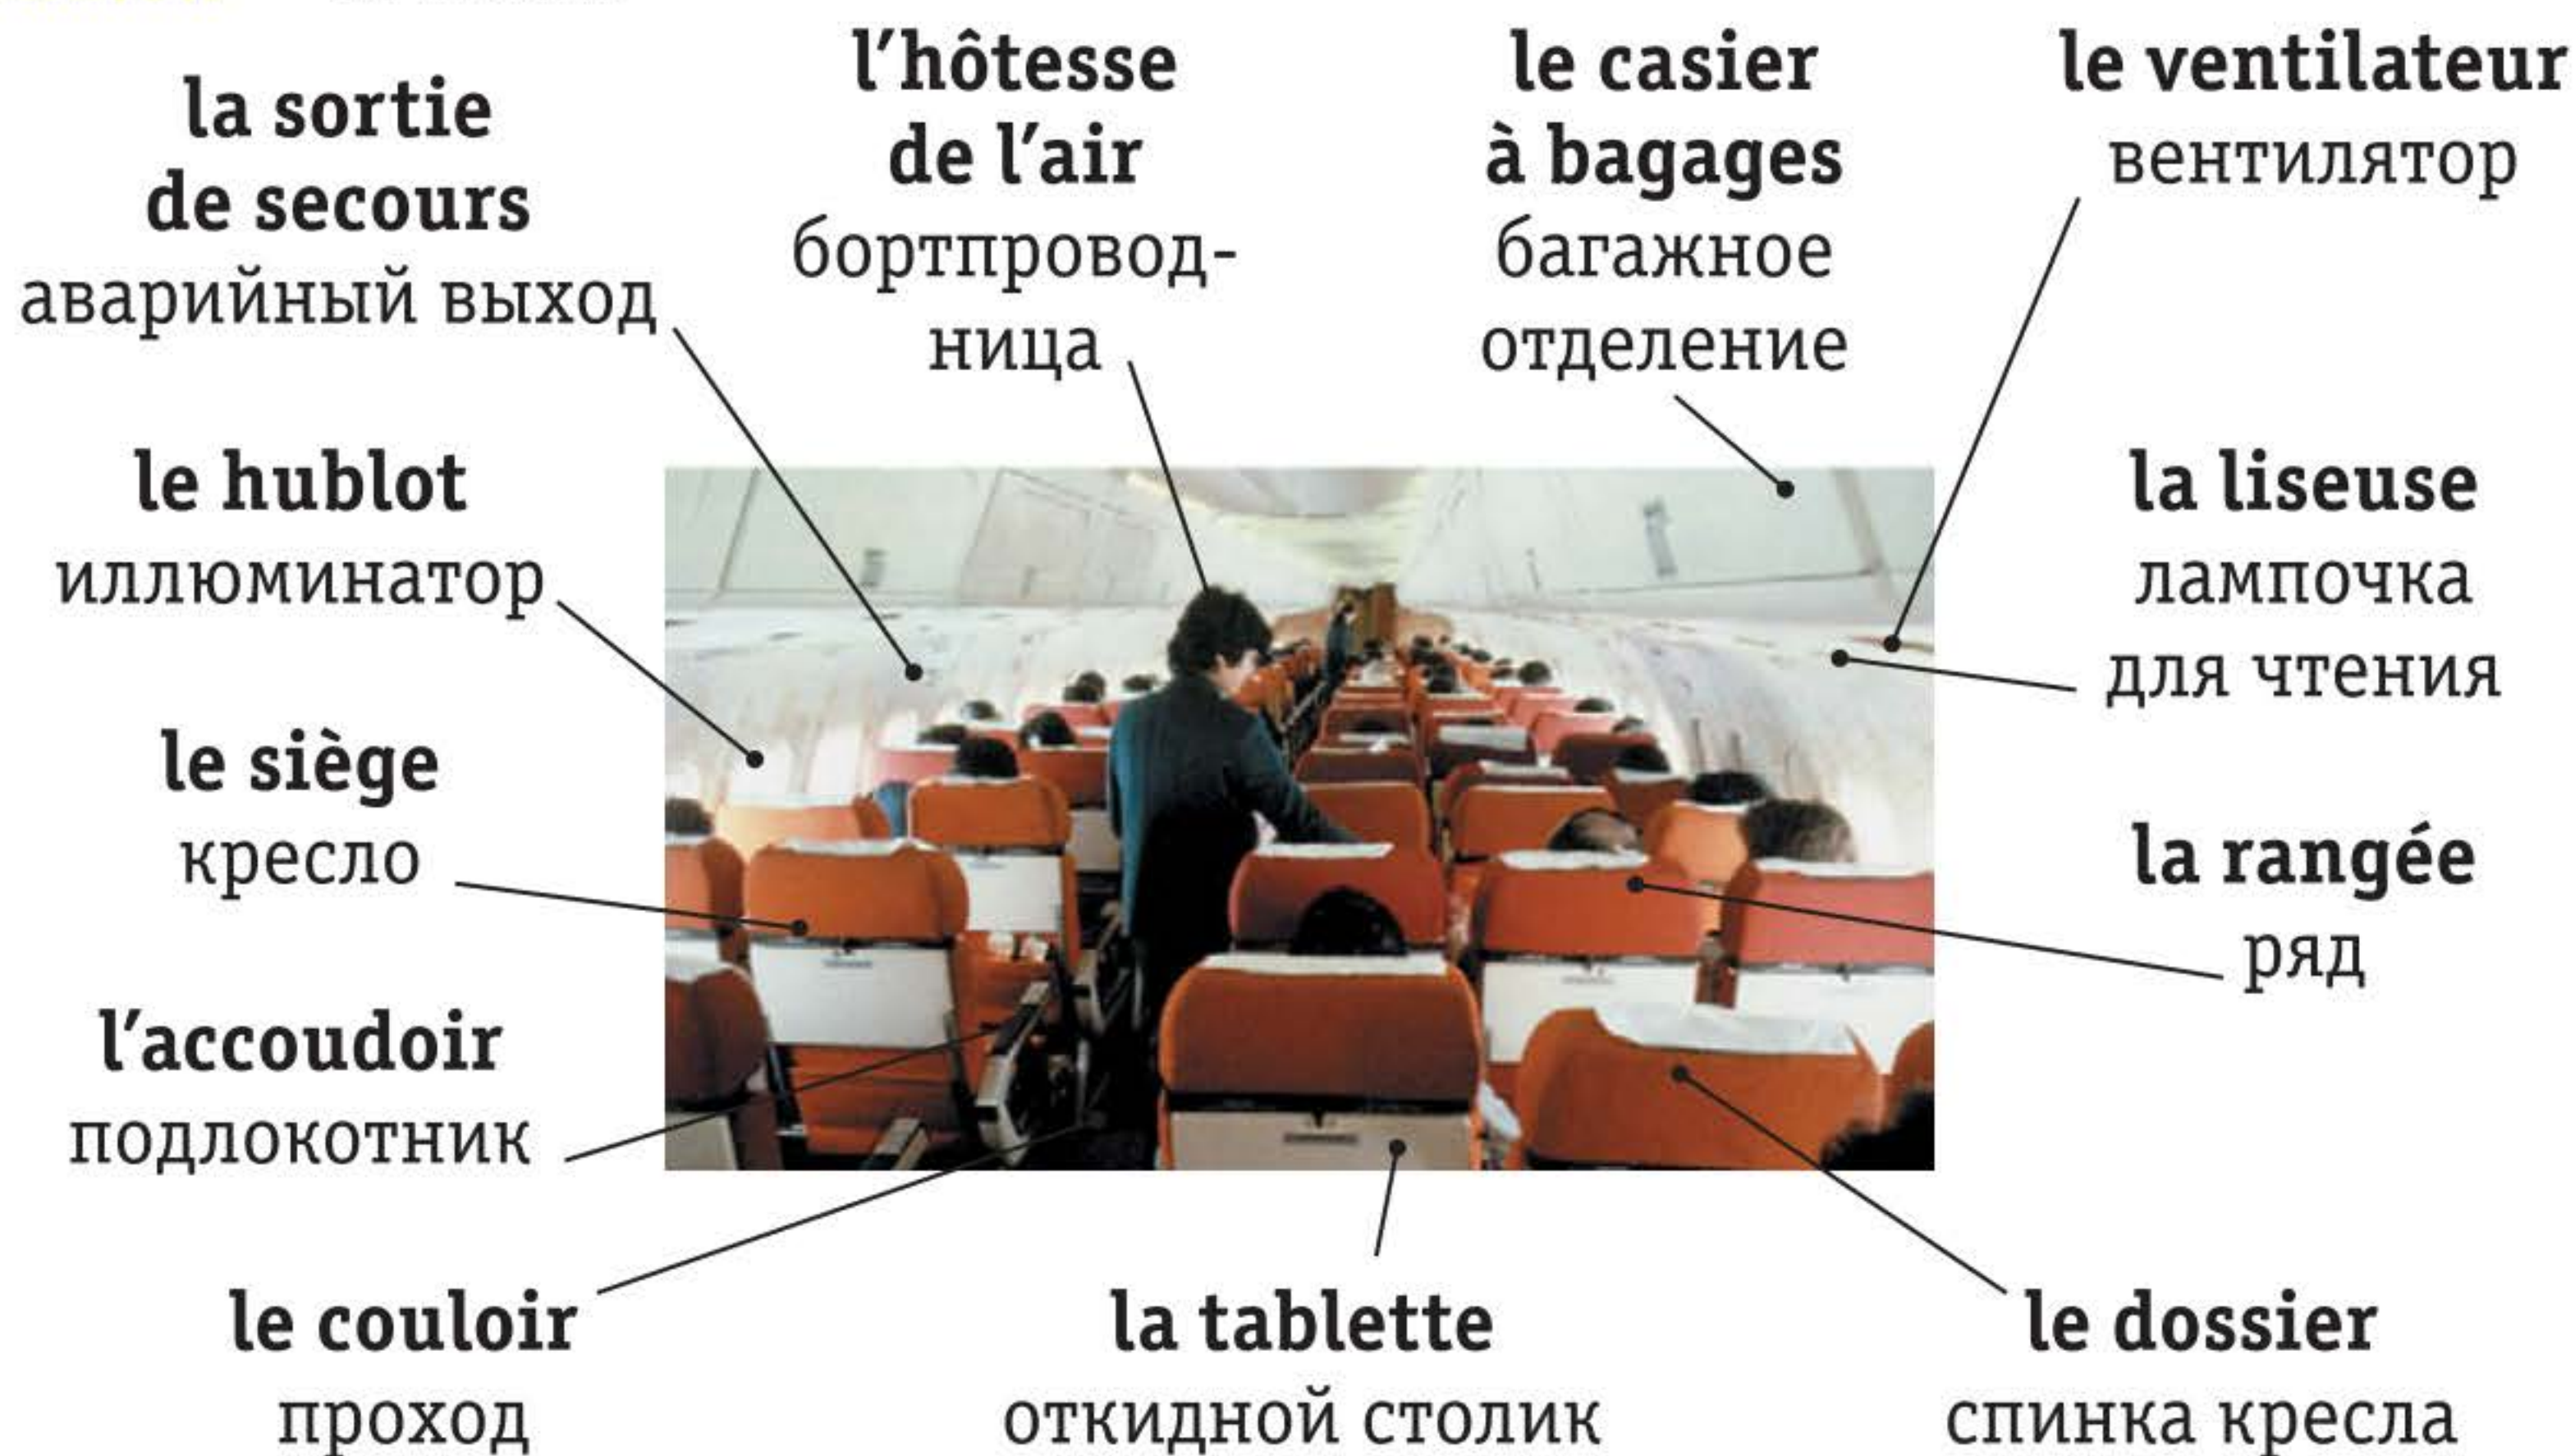 la sortie
de secours
аварийный выход
l'hôtesse
de l'air
бортпровод-
ница
le casier
à bagages
багажное
отделение
le ventilateur
вентилятор
le hublot
иллюминатор
la liseuse
лампочка
для чтения
le siège
кресло
la rangée
ряд
l'accoudoir
подлокотник
le couloir
проход
la tablette
откидной столик
le dossier
спинка кресла